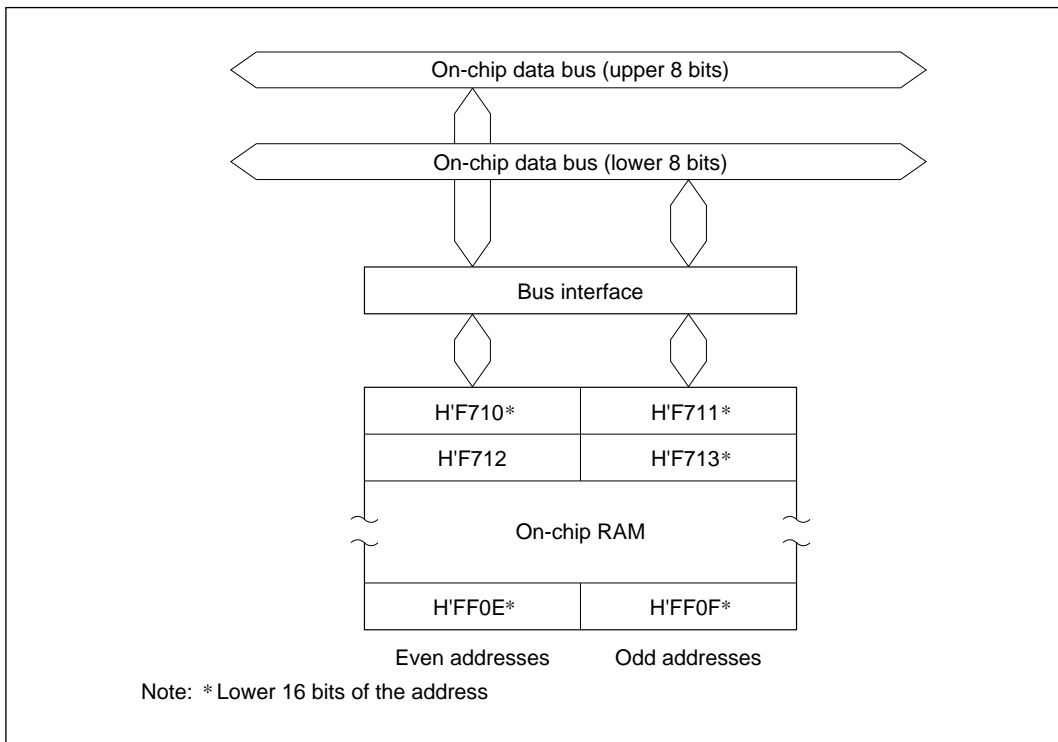 On-chip data bus (upper 8 bits)
On-chip data bus (lower 8 bits)
Bus interface
H'F710* H'F711*
H'F712 H'F713*
On-chip RAM
H'FF0E* H'FF0F*
Even addresses Odd addresses
Note: * Lower 16 bits of the address